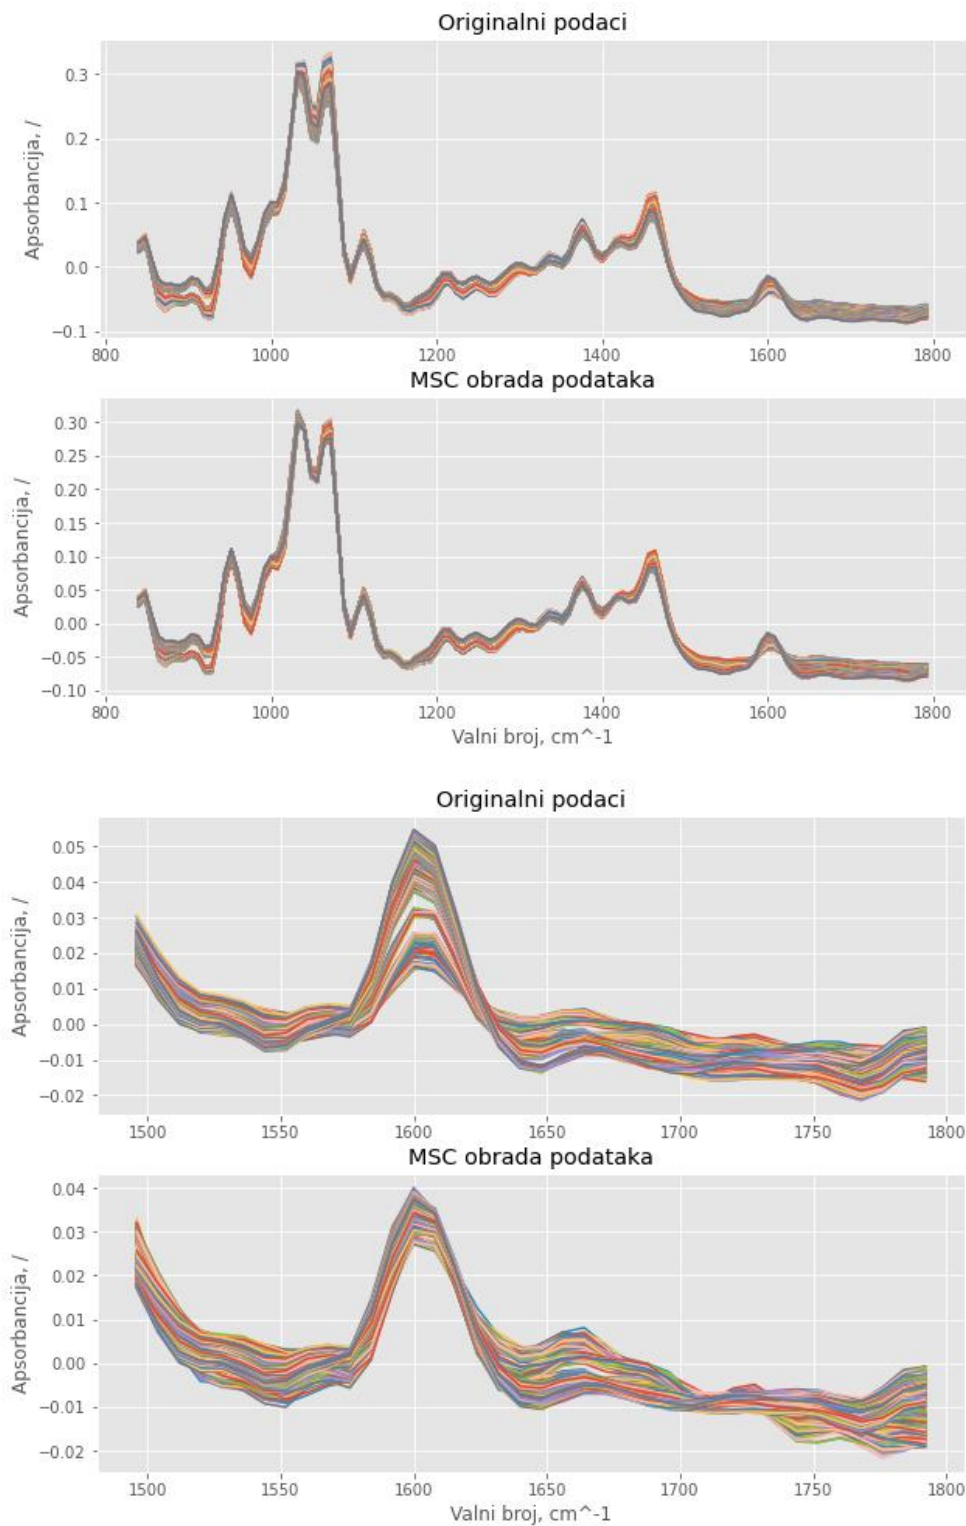 Originalni podaci
Apsorbancija, /
0.3
0.2
0.1
0.0
−0.1
800 1000 1200 1400 1600 1800
MSC obrada podataka
Apsorbancija, /
0.30
0.25
0.20
0.15
0.10
0.05
0.00
−0.05
−0.10
800 1000 1200 1400 1600 1800
Valni broj, cm^-1
Originalni podaci
Apsorbancija, /
0.05
0.04
0.03
0.02
0.01
0.00
−0.01
−0.02
1500 1550 1600 1650 1700 1750 1800
MSC obrada podataka
Apsorbancija, /
0.04
0.03
0.02
0.01
0.00
−0.01
−0.02
1500 1550 1600 1650 1700 1750 1800
Valni broj, cm^-1